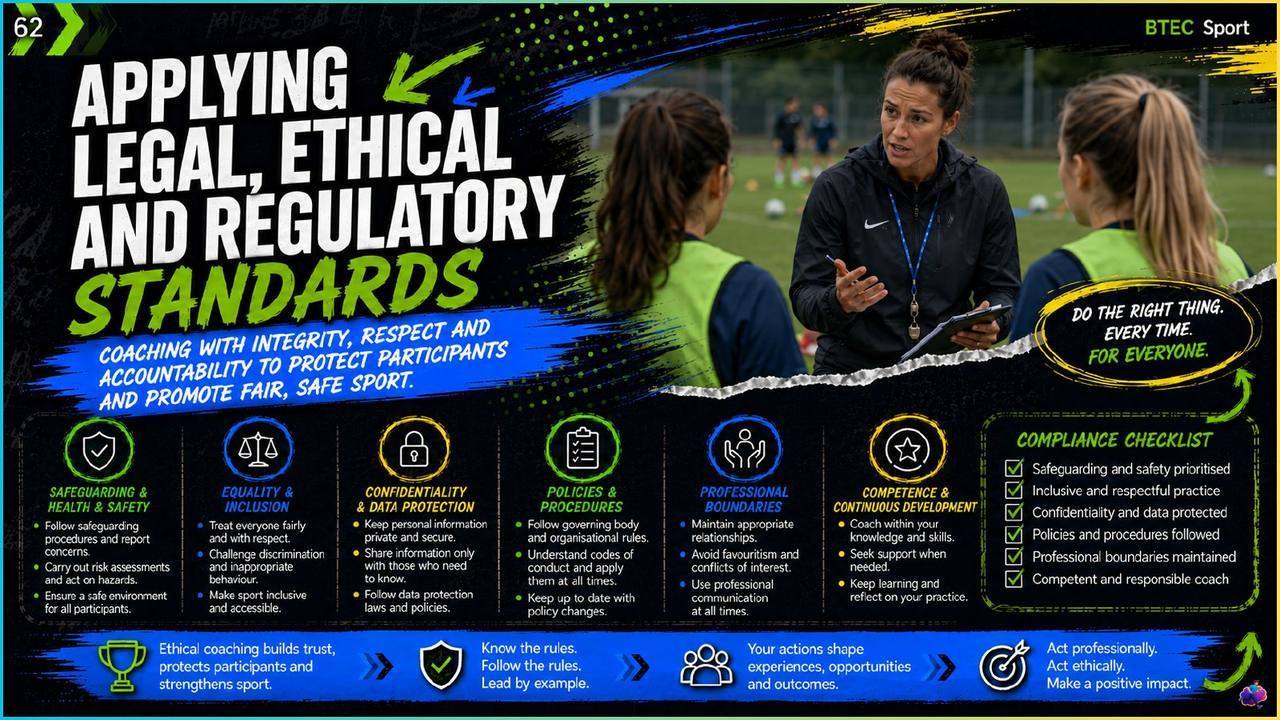 62
BTEC Sport
APPLYING
LEGAL, ETHICAL
AND REGULATORY
STANDARDS
COACHING WITH INTEGRITY, RESPECT AND
ACCOUNTABILITY TO PROTECT PARTICIPANTS
AND PROMOTE FAIR, SAFE SPORT.
DO THE RIGHT THING.
EVERY TIME.
FOR EVERYONE.
SAFEGUARDING &
HEALTH & SAFETY
Follow safeguarding
procedures and report
concerns.
Carry out risk assessments
and act on hazards.
Ensure a safe environment
for all participants.
EQUALITY &
INCLUSION
Treat everyone fairly
and with respect.
Challenge discrimination
and inappropriate
behaviour.
Make sport inclusive
and accessible.
CONFIDENTIALITY
& DATA PROTECTION
Keep personal information
private and secure.
Share information only
with those who need
to know.
Follow data protection
laws and policies.
POLICIES &
PROCEDURES
Follow governing body
and organisational rules.
Understand codes of
conduct and apply
them at all times.
Keep up to date with
policy changes.
PROFESSIONAL
BOUNDARIES
Maintain appropriate
relationships.
Avoid favouritism and
conflicts of interest.
Use professional
communication
at all times.
COMPETENCE &
CONTINUOUS DEVELOPMENT
Coach within your
knowledge and skills.
Seek support when
needed.
Keep learning and
reflect on your practice.
COMPLIANCE CHECKLIST
Safeguarding and safety prioritised
Inclusive and respectful practice
Confidentiality and data protected
Policies and procedures followed
Professional boundaries maintained
Competent and responsible coach
Ethical coaching builds trust,
protects participants and
strengthens sport.
Know the rules.
Follow the rules.
Lead by example.
Your actions shape
experiences, opportunities
and outcomes.
Act professionally.
Act ethically.
Make a positive impact.